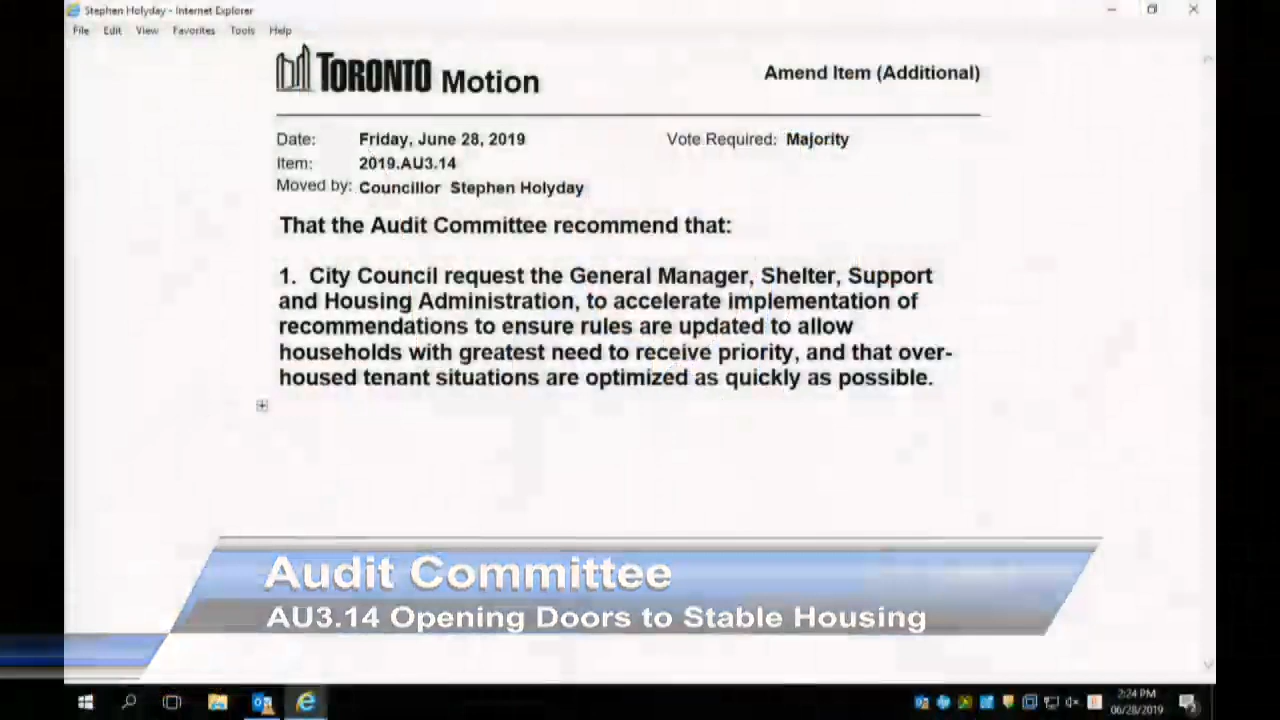 Stephen Holyday - Internet Explorer
File Edit View Favorites Tools Help
TORONTO Motion
Amend Item (Additional)
Date: Friday, June 28, 2019
Vote Required: Majority
Item: 2019.AU3.14
Moved by: Councillor Stephen Holyday
That the Audit Committee recommend that:
1. City Council request the General Manager, Shelter, Support
and Housing Administration, to accelerate implementation of
recommendations to ensure rules are updated to allow
households with greatest need to receive priority, and that over-
housed tenant situations are optimized as quickly as possible.
Audit Committee
AU3.14 Opening Doors to Stable Housing
2:24 PM
06/28/2019